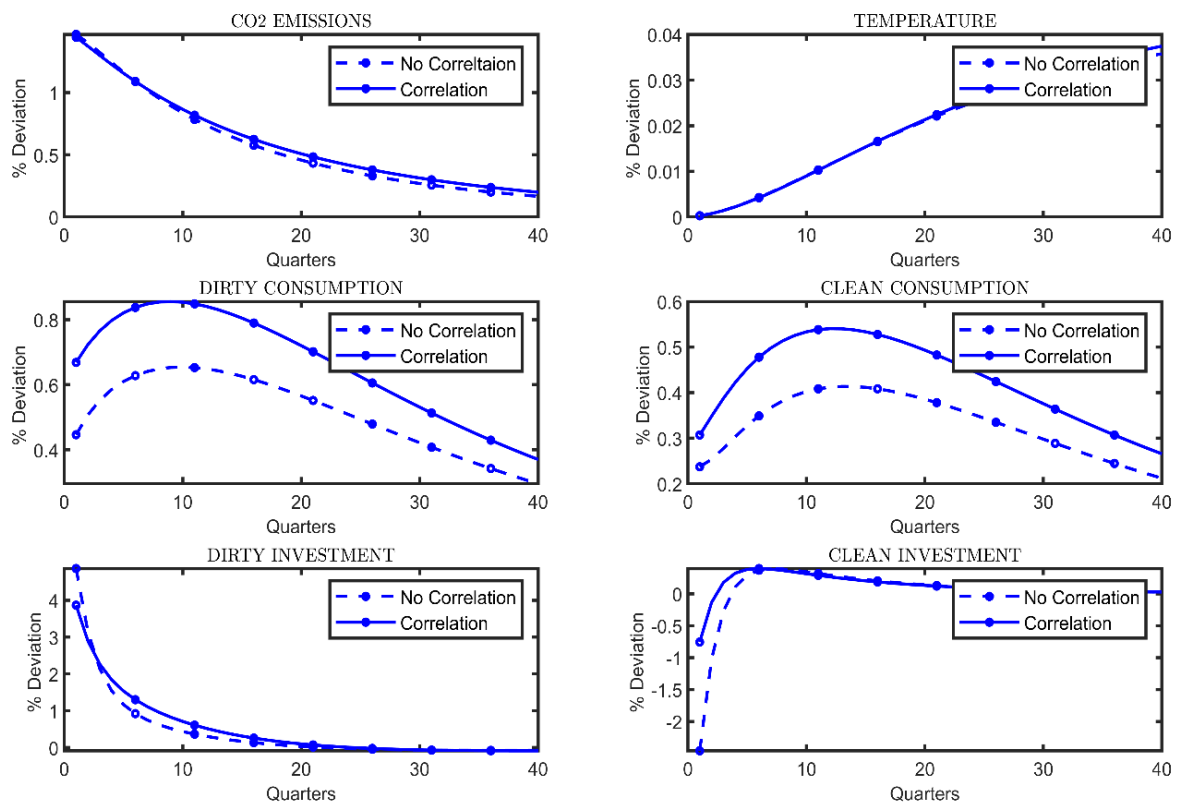 CO2 EMISSIONS
% Deviation
1
0.5
0
No Correltaion
Correlation
0 10 20 30 40
Quarters
TEMPERATURE
% Deviation
0.04
0.03
0.02
0.01
0
No Correlation
Correlation
0 10 20 30 40
Quarters
DIRTY CONSUMPTION
% Deviation
0.8
0.6
0.4
No Correlation
Correlation
0 10 20 30 40
Quarters
CLEAN CONSUMPTION
% Deviation
0.6
0.5
0.4
0.3
0.2
No Correlation
Correlation
0 10 20 30 40
Quarters
DIRTY INVESTMENT
% Deviation
4
3
2
1
0
No Correlation
Correlation
0 10 20 30 40
Quarters
CLEAN INVESTMENT
% Deviation
0
-0.5
-1
-1.5
-2
No Correlation
Correlation
0 10 20 30 40
Quarters